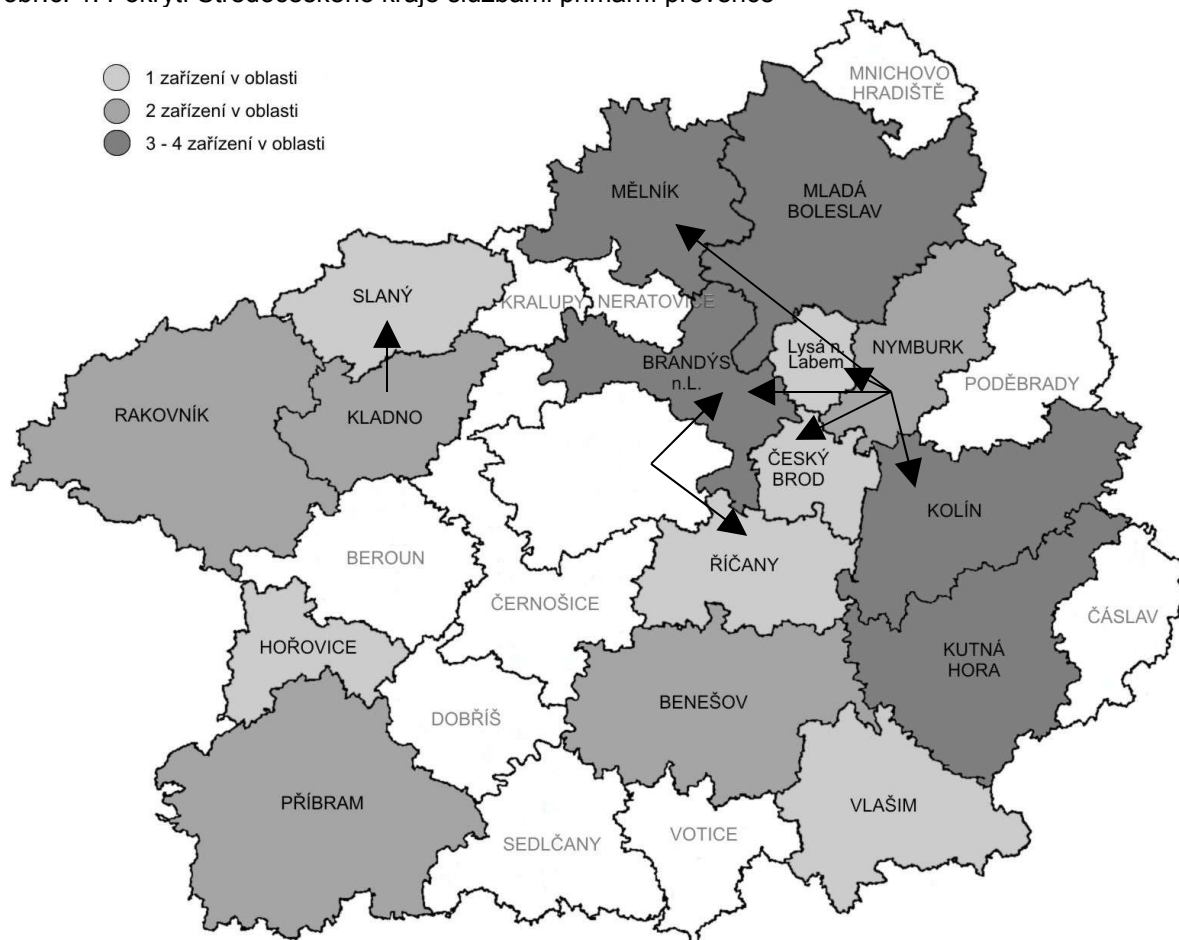 1 zařízení v oblasti
2 zařízení v oblasti
3 - 4 zařízení v oblasti
MNICHOVO
HRADIŠTĚ
MĚLNÍK
MLADÁ
BOLESLAV
SLANÝ
KRALUPY
NERATOVICE
Lysá n.
Labem
NYMBURK
BRANDÝS
n.L.
PODĚBRADY
RAKOVNÍK
KLADNO
ČESKÝ
BROD
KOLÍN
BEROUN
ŘÍČANY
ČERNOŠICE
ČÁSLAV
HOŘOVICE
KUTNÁ
HORA
BENEŠOV
DOBŘÍŠ
PŘÍBRAM
VLAŠIM
SEDLČANY
VOTICE